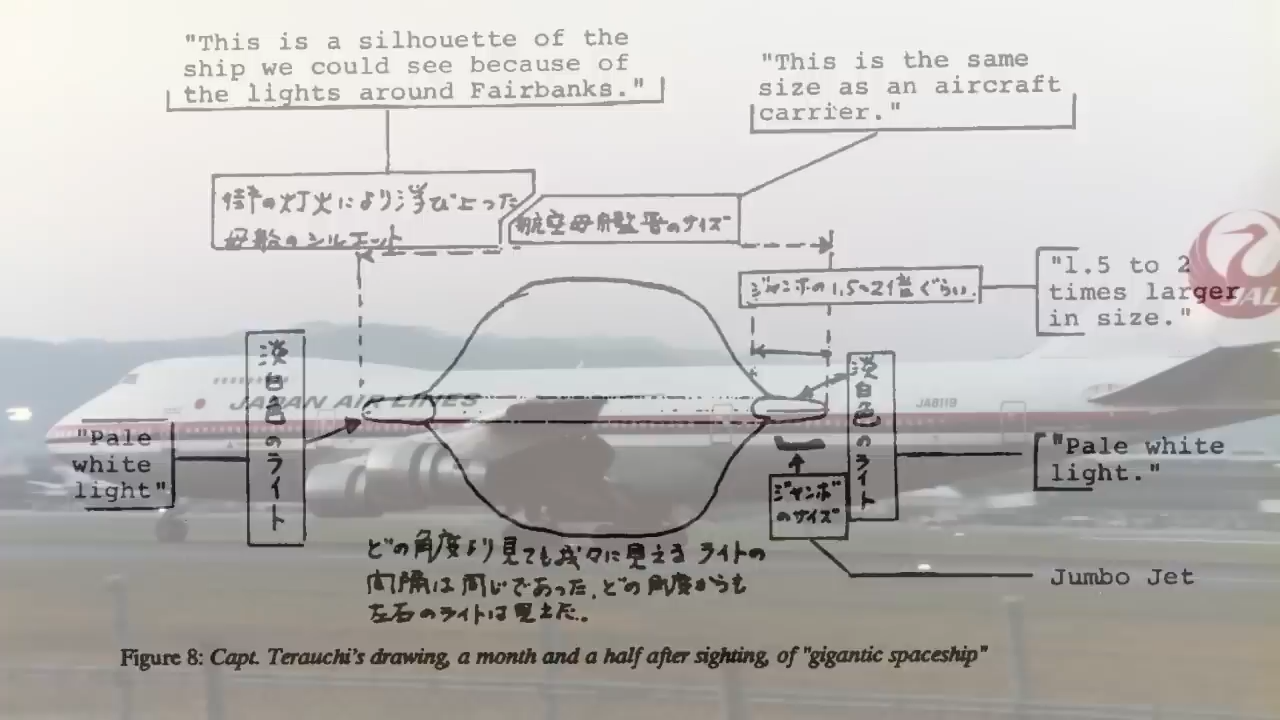 "This is a silhouette of the
ship we could see because of
the lights around Fairbanks."
"This is the same
size as an aircraft
carrier."
の灯火により浮び上った
母船のシルエット
航空母艦のサイズ
"1.5 to 2
times larger
in size."
ジャンボの1.5~2倍ぐらい.
JAL
JAPAN AIR LINES
JA8119
淡白色のライト
淡白色のライト
"Pale
white
light"
"Pale white
light."
ジャンボ
のサイズ
Jumbo Jet
どの角度より見ても我々に見えるライトの
間隔は同じであった、どの角度からも
左右のライトは見えた。
Figure 8: Capt. Terauchi's drawing, a month and a half after sighting, of "gigantic spaceship"